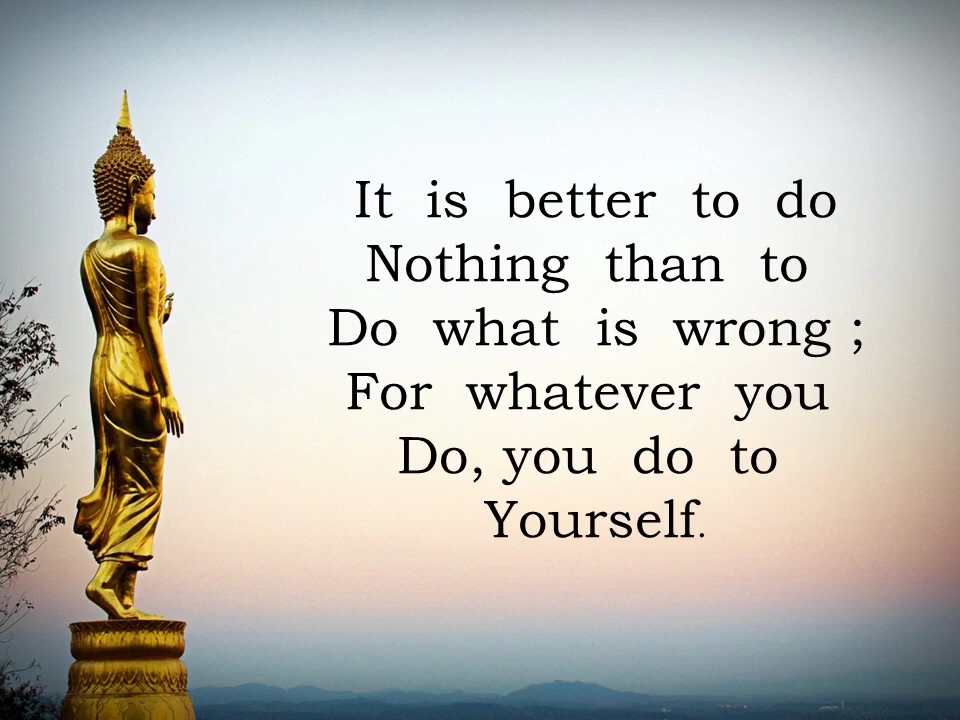 It is better to do
Nothing than to
Do what is wrong ;
For whatever you
Do, you do to
Yourself.